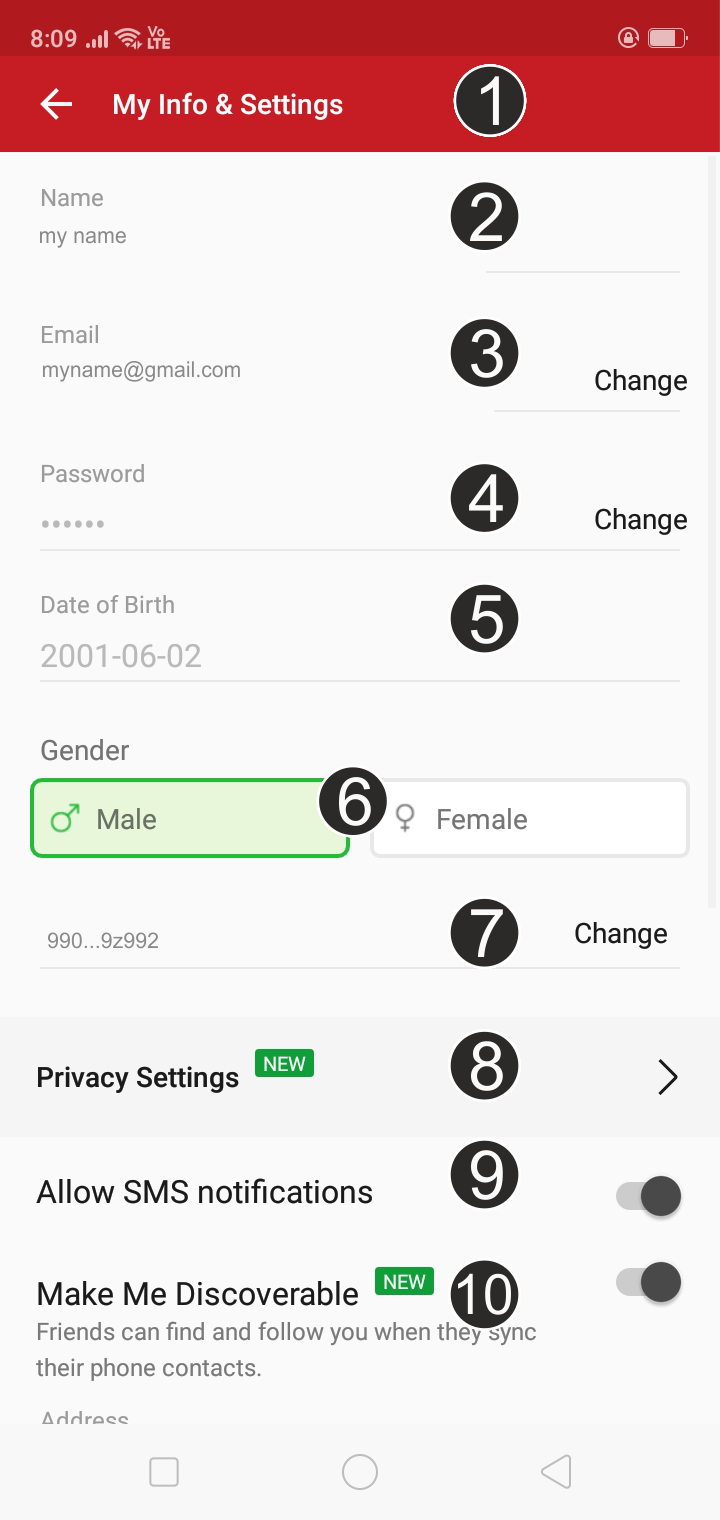 8:09 Vo LTE
My Info & Settings 1
Name
my name 2
Email
myname@gmail.com 3
Change
Password
4
•••••• Change
Date of Birth 5
2001-06-02
Gender
Male 6 Female
990...9z992 7 Change
Privacy Settings NEW 8
Allow SMS notifications 9
Make Me Discoverable NEW 10
Friends can find and follow you when they sync
their phone contacts.
Address